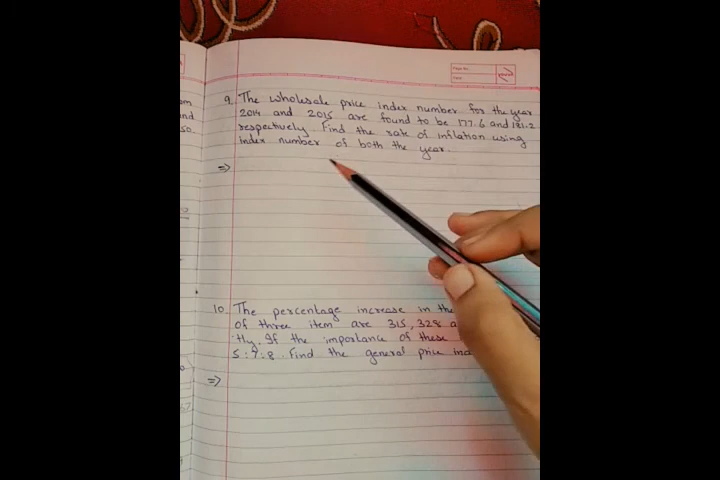 9. The wholesale price index number for the year
2014 and 2015 are found to be 177.6 and 181.2
respectively. Find the rate of inflation using
index number of both the year.
⇒
10. The percentage increase in the
of three item are 315, 328
tly. If the importance of these
5:7:8. Find the general price
⇒